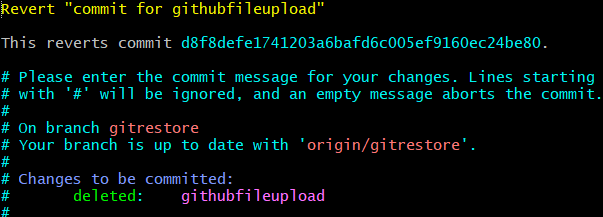 Revert "commit for githubfileupload"
This reverts commit d8f8defe1741203a6bafd6c005ef9160ec24be80.
# Please enter the commit message for your changes. Lines starting
# with '#' will be ignored, and an empty message aborts the commit.
#
# On branch gitrestore
# Your branch is up to date with 'origin/gitrestore'.
#
# Changes to be committed:
#       deleted:    githubfileupload
#